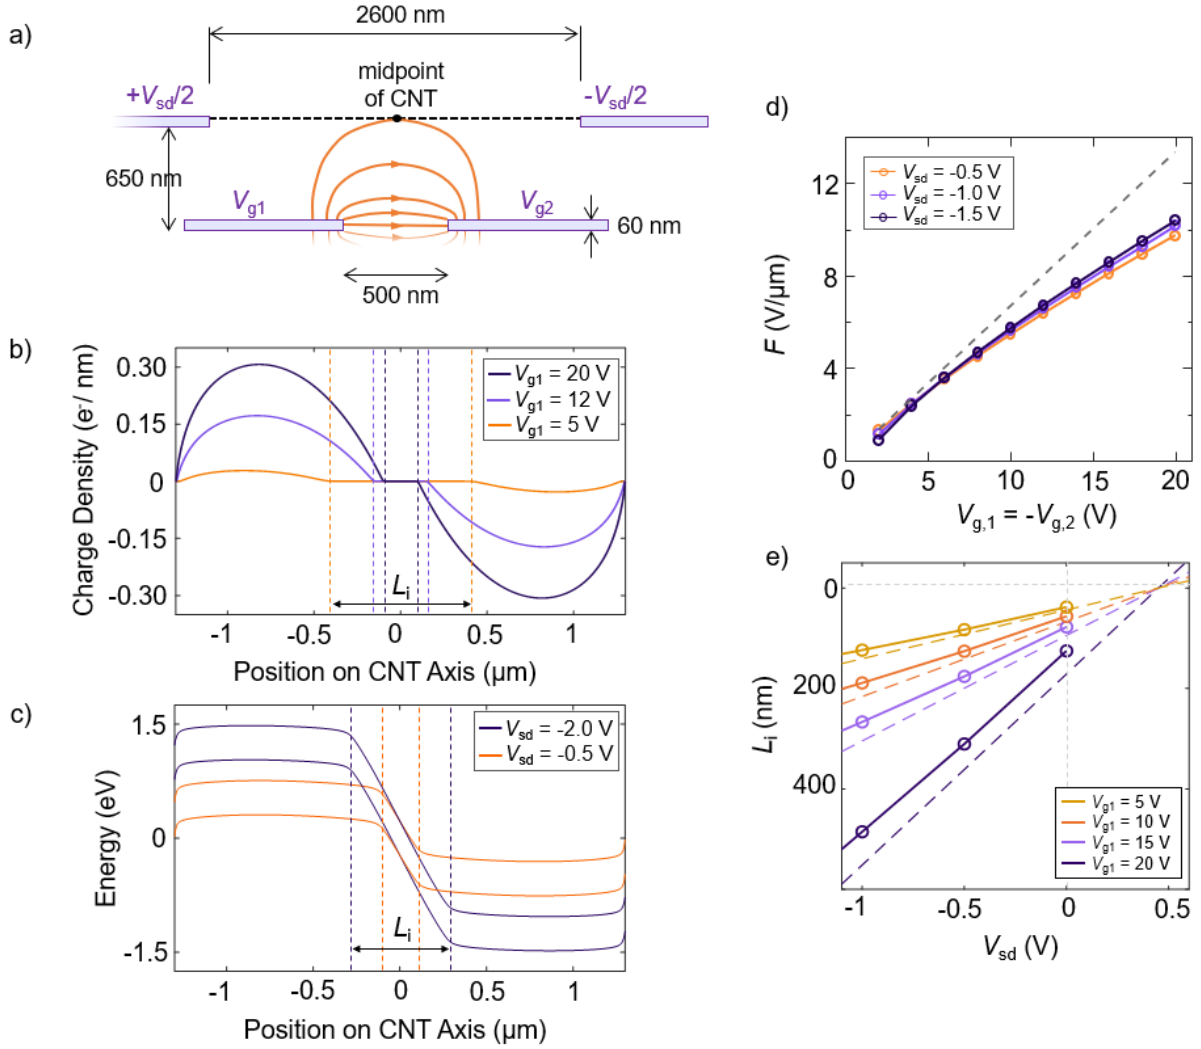 a)
2600 nm
midpoint
of CNT
+Vsd/2
-Vsd/2
650 nm
Vg1
Vg2
60 nm
500 nm
b)
Charge Density (e-/ nm)
0.30
0.15
0
-0.15
-0.30
Vg1 = 20 V
Vg1 = 12 V
Vg1 = 5 V
Li
-1
-0.5
0
0.5
1
Position on CNT Axis (µm)
c)
Energy (eV)
1.5
0
-1.5
Vsd = -2.0 V
Vsd = -0.5 V
Li
-1
-0.5
0
0.5
1
Position on CNT Axis (µm)
d)
F (V/µm)
12
8
4
0
Vsd = -0.5 V
Vsd = -1.0 V
Vsd = -1.5 V
0
5
10
15
20
Vg,1 = -Vg,2 (V)
e)
Li (nm)
0
200
400
Vg1 = 5 V
Vg1 = 10 V
Vg1 = 15 V
Vg1 = 20 V
-1
-0.5
0
0.5
Vsd (V)